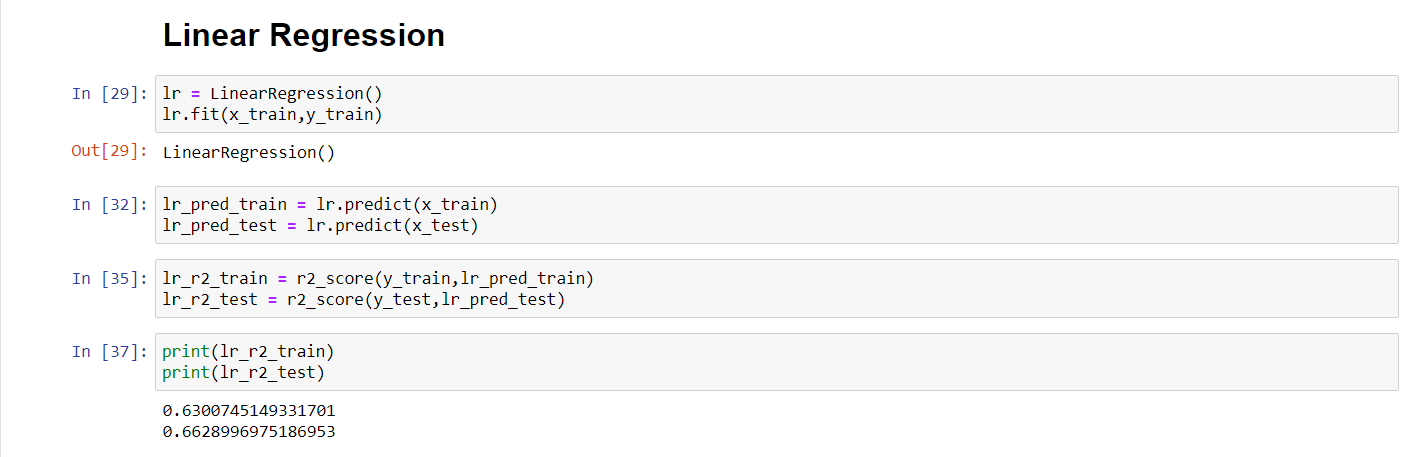 Linear Regression
In [29]: lr = LinearRegression()
lr.fit(x_train,y_train)
Out[29]: LinearRegression()
In [32]: lr_pred_train = lr.predict(x_train)
lr_pred_test = lr.predict(x_test)
In [35]: lr_r2_train = r2_score(y_train,lr_pred_train)
lr_r2_test = r2_score(y_test,lr_pred_test)
In [37]: print(lr_r2_train)
print(lr_r2_test)
0.6300745149331701
0.6628996975186953